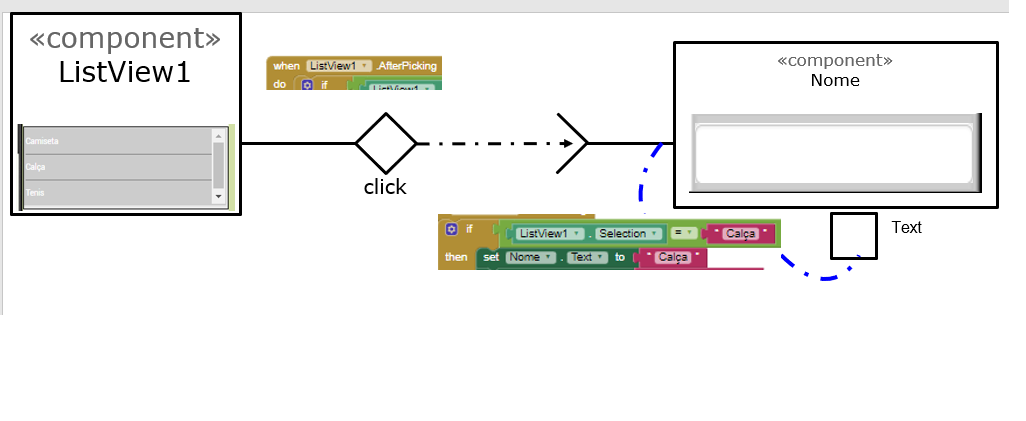 «component»
ListView1
Camiseta
Calça
Tenis
when ListView1 .AfterPicking
do if ListView1
click
«component»
Nome
if ListView1 . Selection = " Calça "
then set Nome . Text to " Calça "
Text